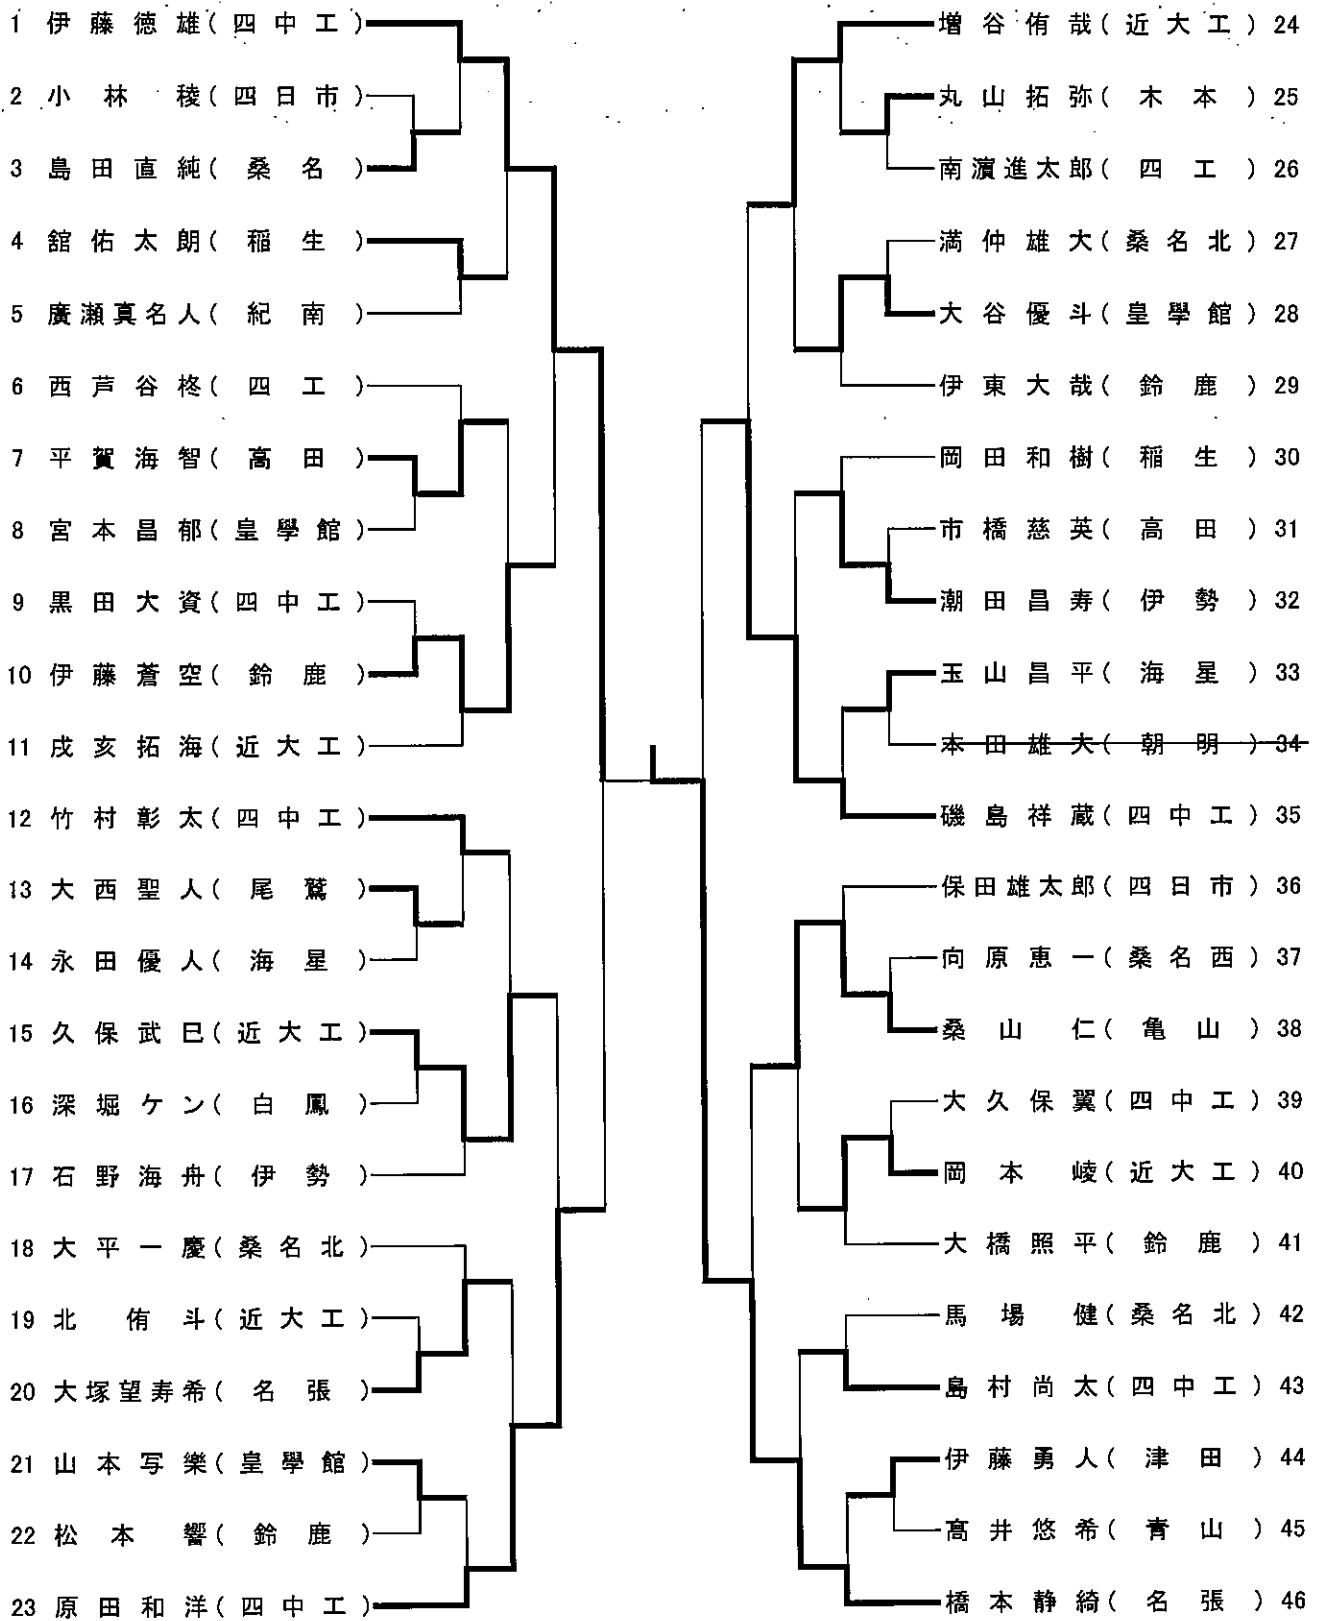 1 伊藤徳雄(四中工)
2 小林稜(四日市)
3 島田直純(桑名)
4 舘佑太朗(稲生)
5 廣瀬真名人(紀南)
6 西芦谷柊(四工)
7 平賀海智(高田)
8 宮本昌郁(皇學館)
9 黒田大資(四中工)
10 伊藤蒼空(鈴鹿)
11 戌亥拓海(近大工)
12 竹村彰太(四中工)
13 大西聖人(尾鷲)
14 永田優人(海星)
15 久保武巳(近大工)
16 深堀ケン(白鳳)
17 石野海舟(伊勢)
18 大平一慶(桑名北)
19 北侑斗(近大工)
20 大塚望寿希(名張)
21 山本写樂(皇學館)
22 松本響(鈴鹿)
23 原田和洋(四中工)
増谷侑哉(近大工) 24
丸山拓弥(木本) 25
南濵進太郎(四工) 26
満仲雄大(桑名北) 27
大谷優斗(皇學館) 28
伊東大哉(鈴鹿) 29
岡田和樹(稲生) 30
市橋慈英(高田) 31
潮田昌寿(伊勢) 32
玉山昌平(海星) 33
本田雄大(朝明) 34
磯島祥蔵(四中工) 35
保田雄太郎(四日市) 36
向原恵一(桑名西) 37
桑山仁(亀山) 38
大久保翼(四中工) 39
岡本崚(近大工) 40
大橋照平(鈴鹿) 41
馬場健(桑名北) 42
島村尚太(四中工) 43
伊藤勇人(津田) 44
髙井悠希(青山) 45
橋本静綺(名張) 46